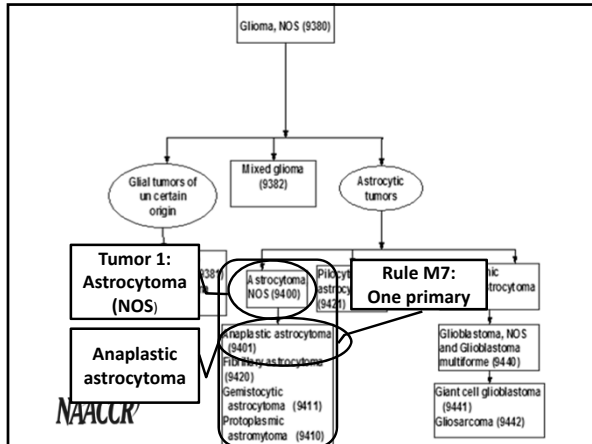 Glioma, NOS (9380)
Glial tumors of
un certain
origin
Mixed glioma
(9382)
Astrocytic
tumors
Tumor 1:
Astrocytoma
(NOS)
Astrocytoma,
NOS (9400)
Rule M7:
One primary
Anaplastic
astrocytoma
Anaplastic astrocytoma
(9401)
Fibrillary astrocytoma
(9420)
Gemistocytic
astrocytoma (9411)
Protoplasmic
astromytoma (9410)
Glioblastoma, NOS
and Glioblastoma
multiforme (9440)
Giant cell glioblastoma
(9441)
Gliosarcoma (9442)
NAACCR